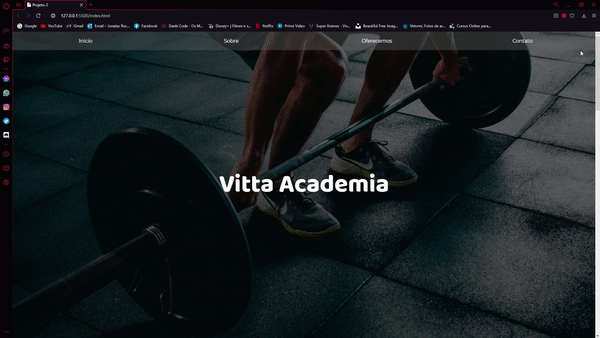 Projeto 2
127.0.0.1:5500/index.html
Google YouTube Gmail Email – Jonatas Roc... Facebook Danki Code - Os M... Disney+ | Filmes e s... Netflix Prime Video Super Animes - Vo... Beautiful Free Imag... Vetores, Fotos de ar... Cursos Online para...
Início Sobre Oferecemos Contato
Vitta Academia